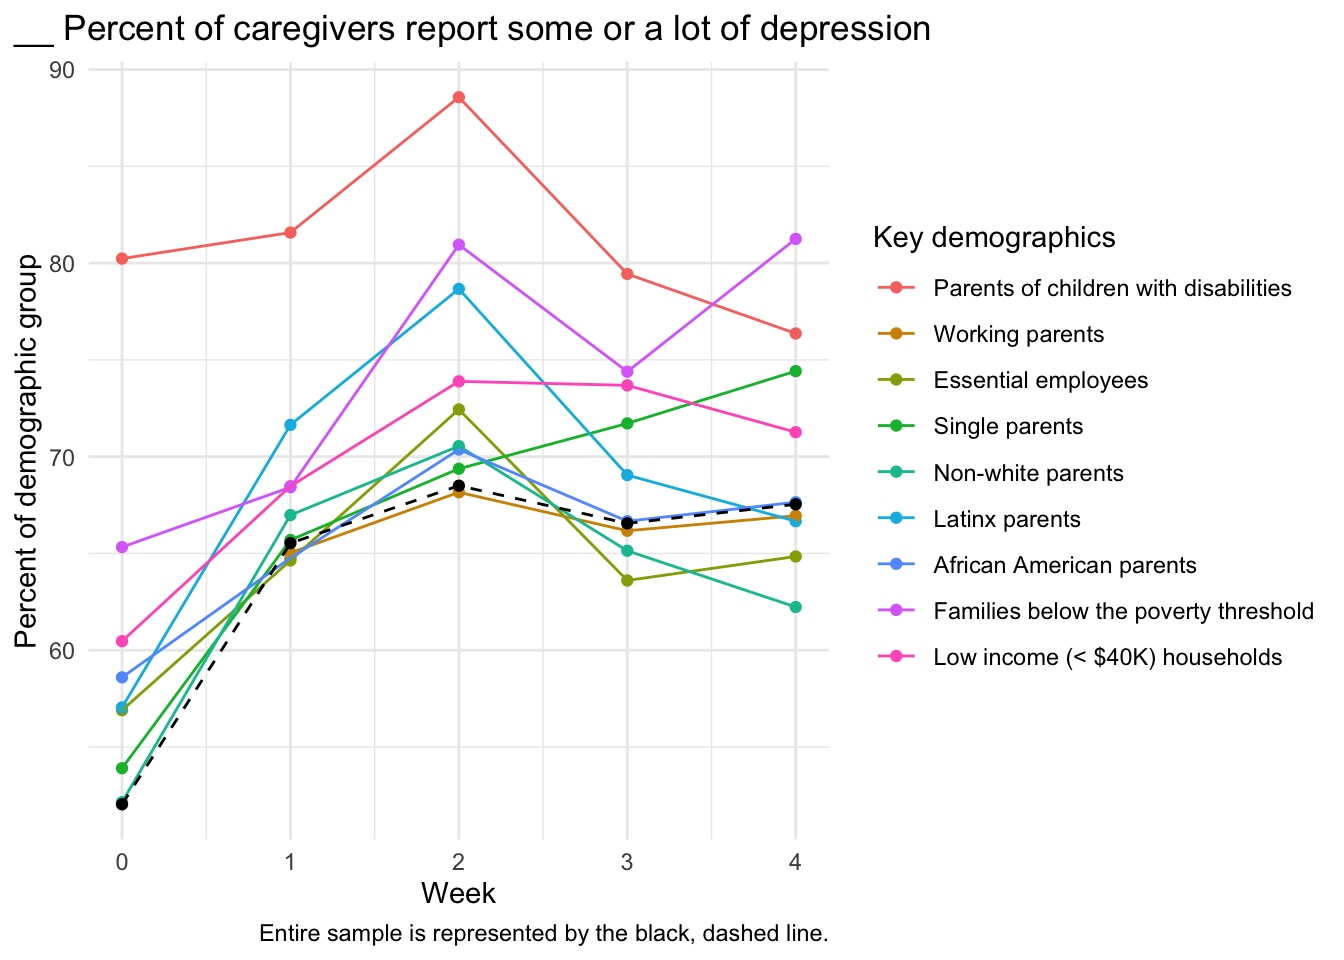 __ Percent of caregivers report some or a lot of depression
90
80
70
60
Percent of demographic group
0 1 2 3 4
Week
Entire sample is represented by the black, dashed line.
Key demographics
Parents of children with disabilities
Working parents
Essential employees
Single parents
Non-white parents
Latinx parents
African American parents
Families below the poverty threshold
Low income (< $40K) households